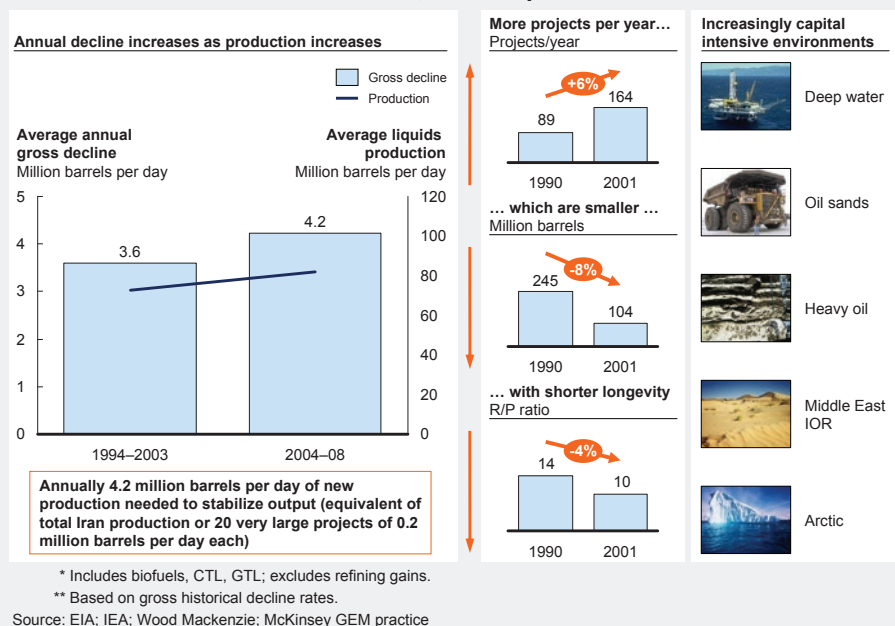 Annual decline increases as production increases
Gross decline
Production
Average annual
gross decline
Million barrels per day
Average liquids
production
Million barrels per day
5
4
3
2
1
0
3.6
4.2
120
100
80
60
40
20
0
1994–2003
2004–08
Annually 4.2 million barrels per day of new
production needed to stabilize output (equivalent of
total Iran production or 20 very large projects of 0.2
million barrels per day each)
More projects per year…
Projects/year
+6%
89
164
1990
2001
… which are smaller …
Million barrels
-8%
245
104
1990
2001
… with shorter longevity
R/P ratio
-4%
14
10
1990
2001
Increasingly capital
intensive environments
Deep water
Oil sands
Heavy oil
Middle East
IOR
Arctic
* Includes biofuels, CTL, GTL; excludes refining gains.
** Based on gross historical decline rates.
Source: EIA; IEA; Wood Mackenzie; McKinsey GEM practice